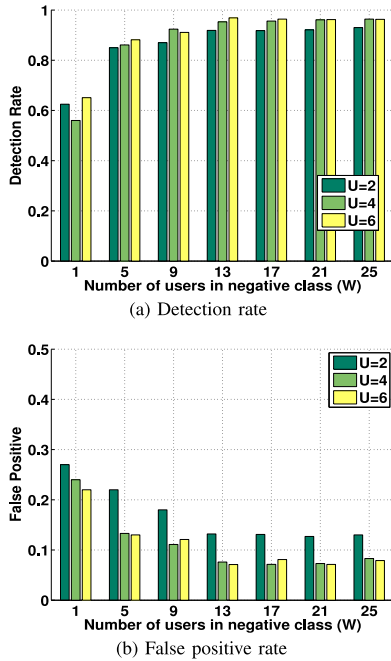 1
0.8
0.6
0.4
0.2
0
Detection Rate
U=2
U=4
U=6
1 5 9 13 17 21 25
Number of users in negative class (W)
(a) Detection rate
0.5
0.4
0.3
0.2
0.1
0
False Positive
U=2
U=4
U=6
1 5 9 13 17 21 25
Number of users in negative class (W)
(b) False positive rate